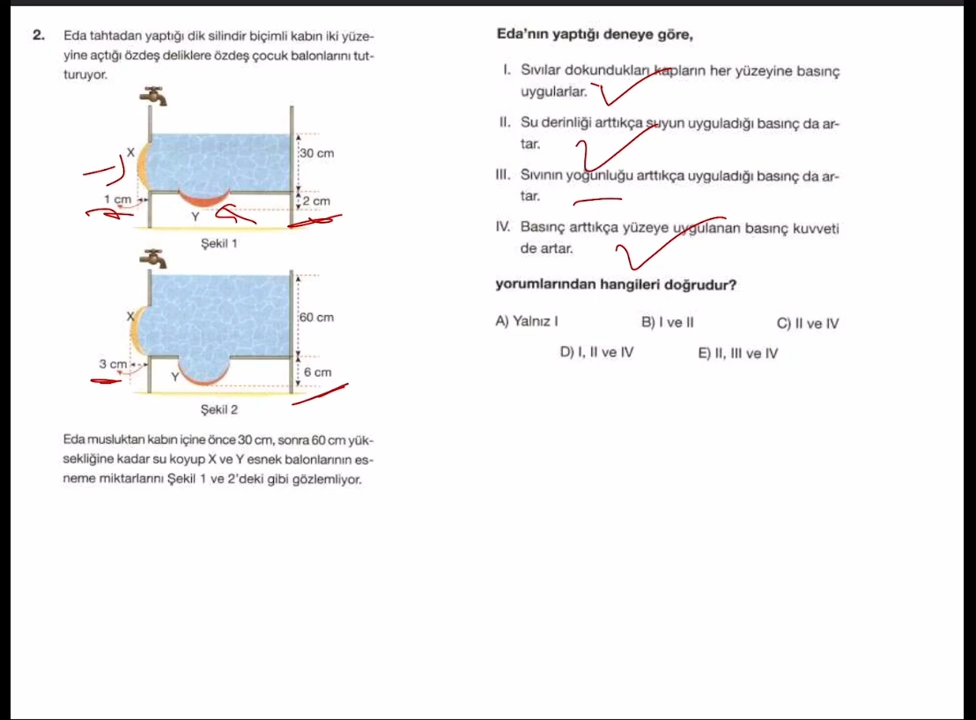 2. Eda tahtadan yaptığı dik silindir biçimli kabın iki yüze-
yine açtığı özdeş deliklere özdeş çocuk balonlarını tut-
turuyor.
X
30 cm
1 cm
2 cm
Y
Şekil 1
X
60 cm
3 cm
6 cm
Y
Şekil 2
Eda musluktan kabın içine önce 30 cm, sonra 60 cm yük-
sekliğine kadar su koyup X ve Y esnek balonlarının es-
neme miktarlarını Şekil 1 ve 2'deki gibi gözlemliyor.
Eda'nın yaptığı deneye göre,
I. Sıvılar dokundukları kapların her yüzeyine basınç
uygularlar.
II. Su derinliği arttıkça suyun uyguladığı basınç da ar-
tar.
III. Sıvının yoğunluğu arttıkça uyguladığı basınç da ar-
tar.
IV. Basınç arttıkça yüzeye uygulanan basınç kuvveti
de artar.
yorumlarından hangileri doğrudur?
A) Yalnız I B) I ve II C) II ve IV
D) I, II ve IV E) II, III ve IV